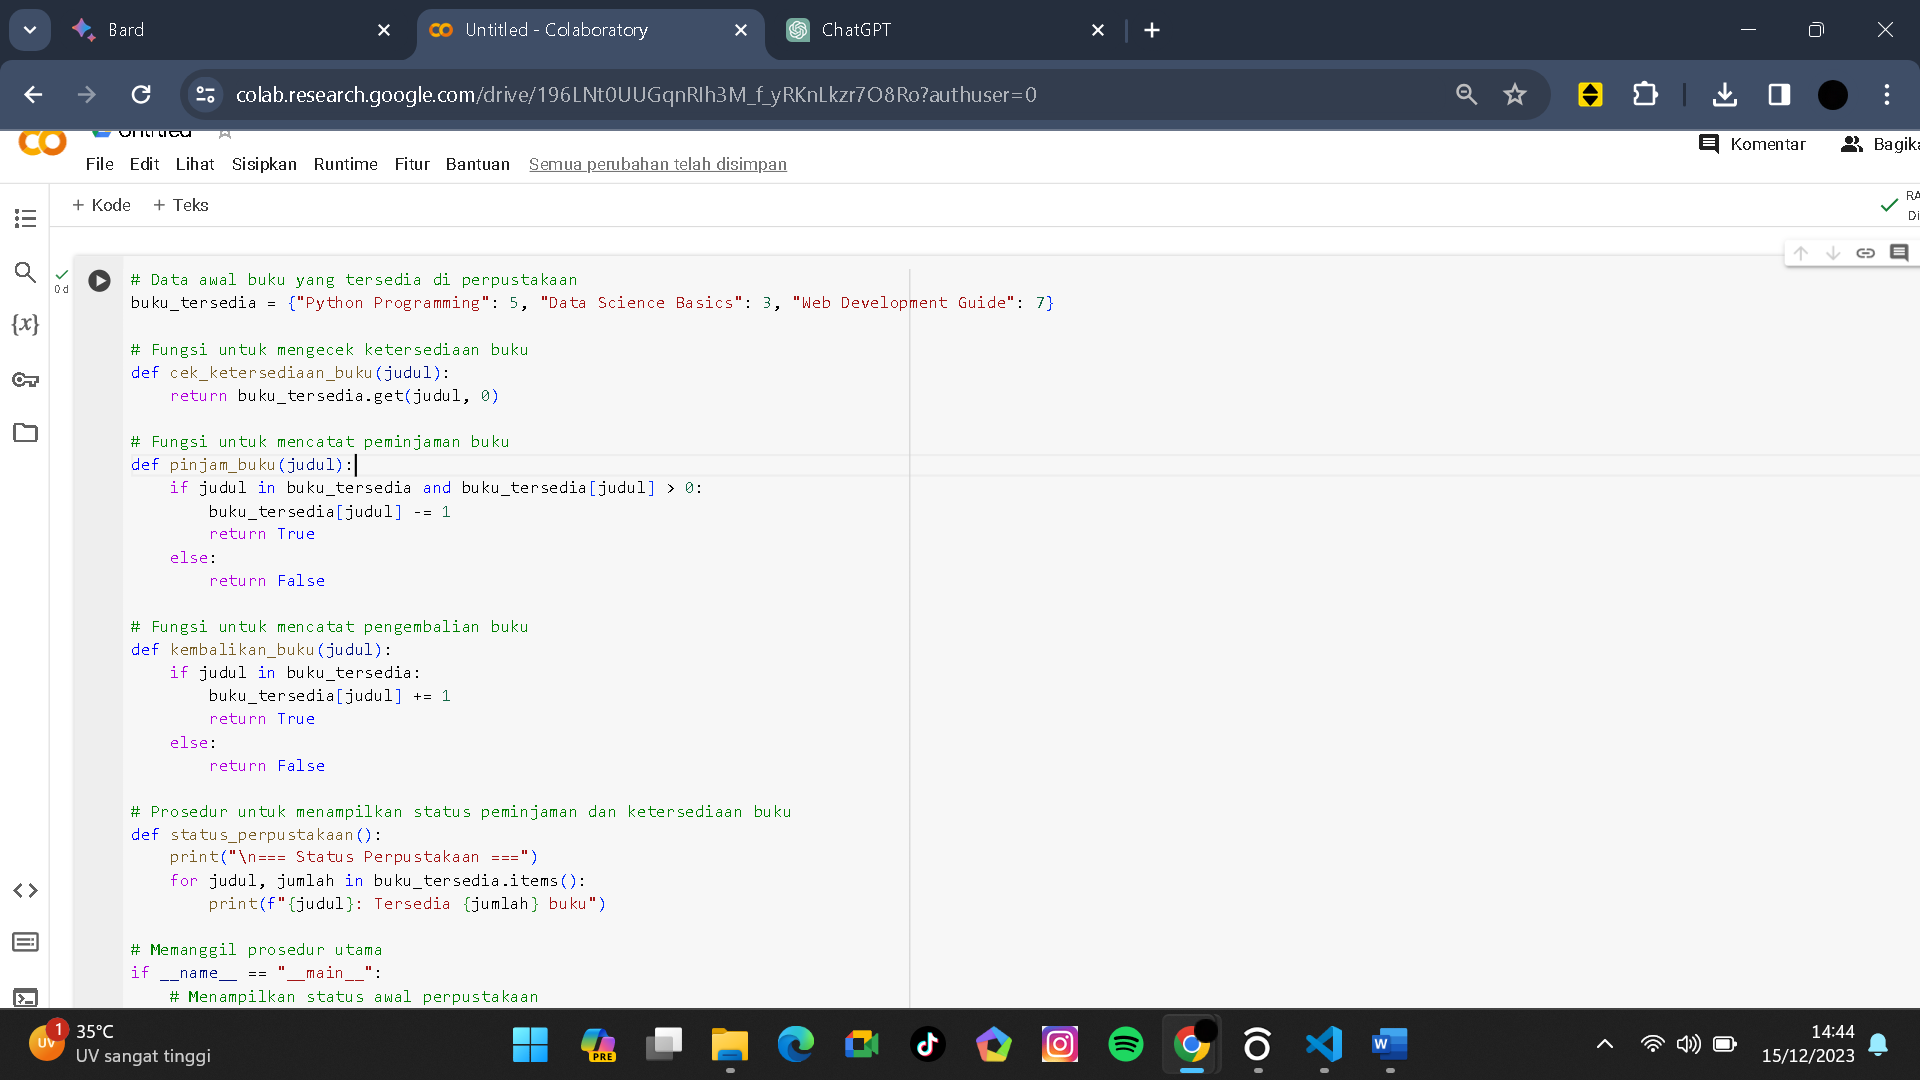 Bard
Untitled - Colaboratory
ChatGPT
colab.research.google.com/drive/196LNt0UUGqnRIh3M_f_yRKnLkzr7O8Ro?authuser=0
Untitled
File Edit Lihat Sisipkan Runtime Fitur Bantuan Semua perubahan telah disimpan
Komentar
+ Kode + Teks
{x}
0 d
# Data awal buku yang tersedia di perpustakaan
buku_tersedia = {"Python Programming": 5, "Data Science Basics": 3, "Web Development Guide": 7}
# Fungsi untuk mengecek ketersediaan buku
def cek_ketersediaan_buku(judul):
    return buku_tersedia.get(judul, 0)
# Fungsi untuk mencatat peminjaman buku
def pinjam_buku(judul):
    if judul in buku_tersedia and buku_tersedia[judul] > 0:
        buku_tersedia[judul] -= 1
        return True
    else:
        return False
# Fungsi untuk mencatat pengembalian buku
def kembalikan_buku(judul):
    if judul in buku_tersedia:
        buku_tersedia[judul] += 1
        return True
    else:
        return False
# Prosedur untuk menampilkan status peminjaman dan ketersediaan buku
def status_perpustakaan():
    print("\n=== Status Perpustakaan ===")
    for judul, jumlah in buku_tersedia.items():
        print(f"{judul}: Tersedia {jumlah} buku")
# Memanggil prosedur utama
if __name__ == "__main__":
    # Menampilkan status awal perpustakaan
UV
1
35°C
UV sangat tinggi
PRE
W
14:44
15/12/2023